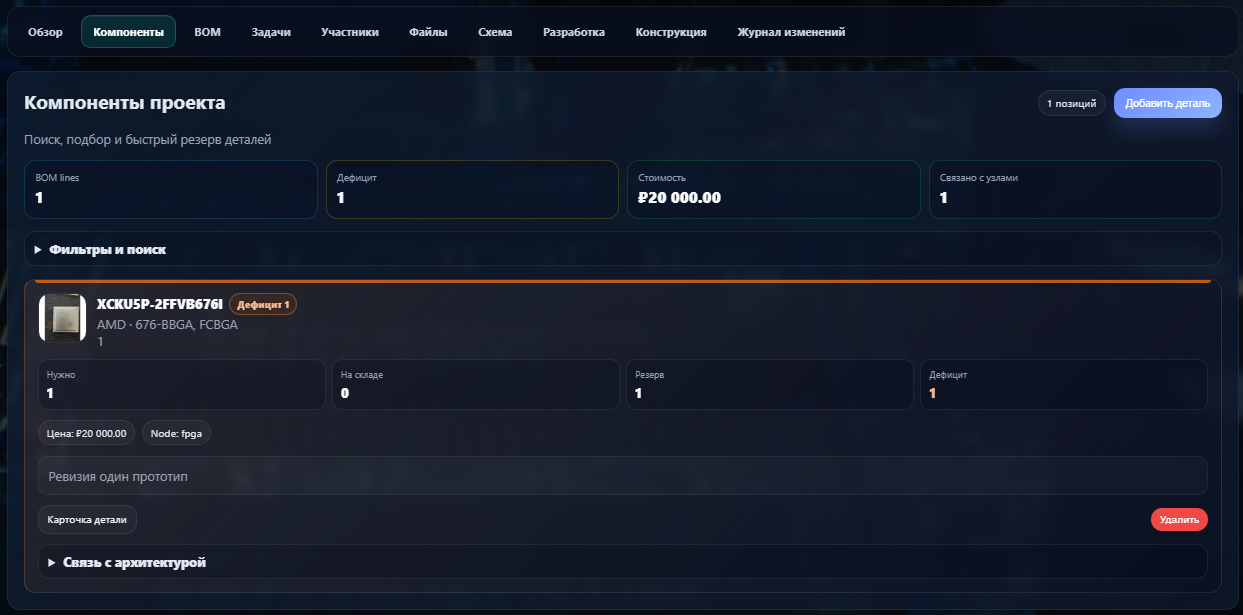 Обзор
Компоненты
BOM
Задачи
Участники
Файлы
Схема
Разработка
Конструкция
Журнал изменений
Компоненты проекта
1 позиций
Добавить деталь
Поиск, подбор и быстрый резерв деталей
BOM lines
1
Дефицит
1
Стоимость
₽20 000.00
Связано с узлами
1
▶ Фильтры и поиск
XCKU5P-2FFVB676I
Дефицит 1
AMD · 676-BBGA, FCBGA
1
Нужно
1
На складе
0
Резерв
1
Дефицит
1
Цена: ₽20 000.00
Node: fpga
Ревизия один прототип
Карточка детали
Удалить
▶ Связь с архитектурой